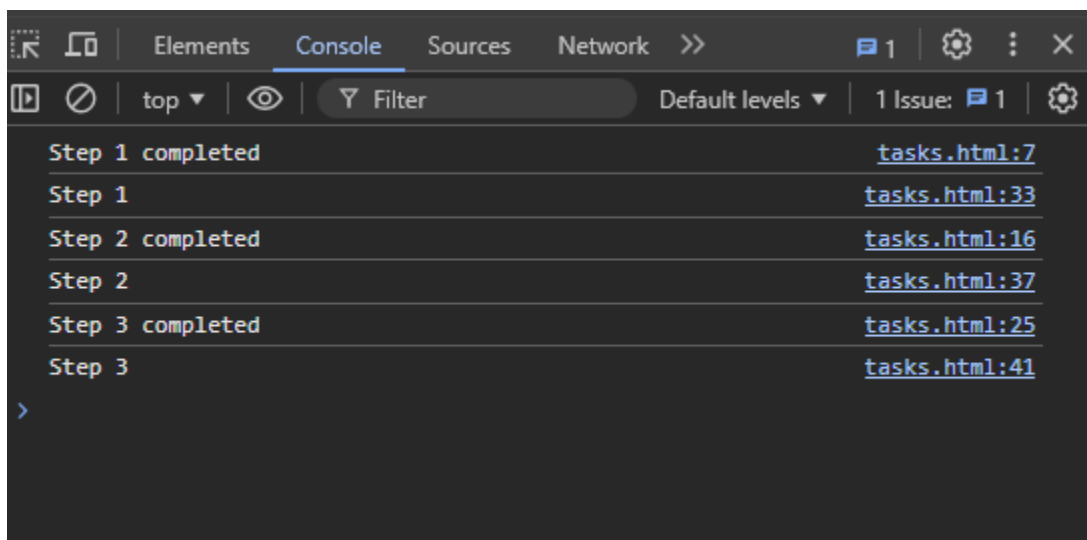 Elements Console Sources Network >> 1
top ▼ Filter Default levels ▼ 1 Issue: 1
Step 1 completed tasks.html:7
Step 1 tasks.html:33
Step 2 completed tasks.html:16
Step 2 tasks.html:37
Step 3 completed tasks.html:25
Step 3 tasks.html:41
>